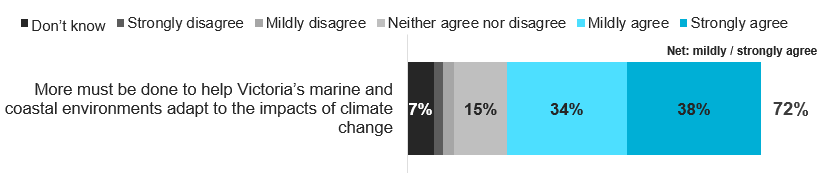 Don’t know Strongly disagree Mildly disagree Neither agree nor disagree Mildly agree Strongly agree
Net: mildly / strongly agree
More must be done to help Victoria’s marine and
coastal environments adapt to the impacts of climate
change
7% 15% 34% 38% 72%